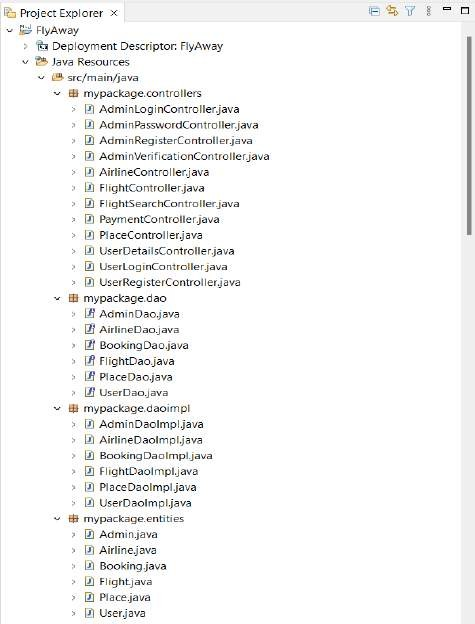 Project Explorer
FlyAway
Deployment Descriptor: FlyAway
Java Resources
src/main/java
mypackage.controllers
AdminLoginController.java
AdminPasswordController.java
AdminRegisterController.java
AdminVerificationController.java
AirlineController.java
FlightController.java
FlightSearchController.java
PaymentController.java
PlaceController.java
UserDetailsController.java
UserLoginController.java
UserRegisterController.java
mypackage.dao
AdminDao.java
AirlineDao.java
BookingDao.java
FlightDao.java
PlaceDao.java
UserDao.java
mypackage.daoimpl
AdminDaoImpl.java
AirlineDaoImpl.java
BookingDaoImpl.java
FlightDaoImpl.java
PlaceDaoImpl.java
UserDaoImpl.java
mypackage.entities
Admin.java
Airline.java
Booking.java
Flight.java
Place.java
User.java